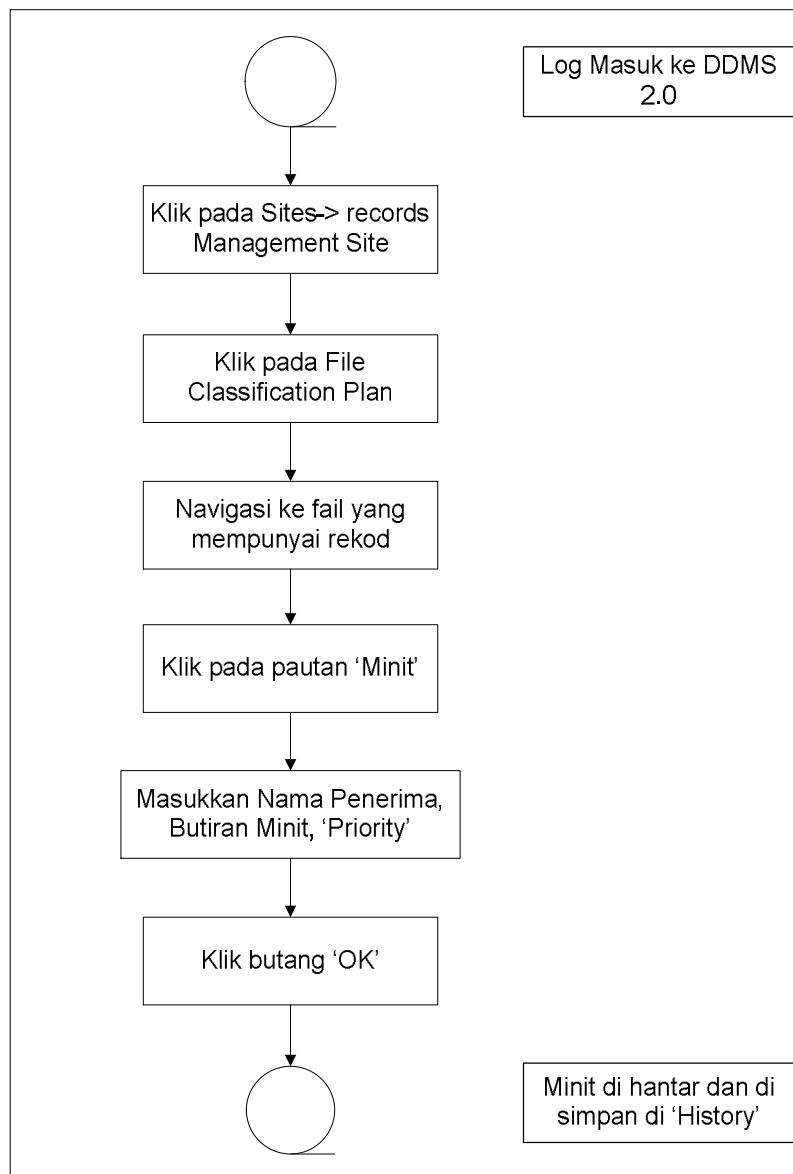 Log Masuk ke DDMS
2.0
Klik pada Sites-> records
Management Site
Klik pada File
Classification Plan
Navigasi ke fail yang
mempunyai rekod
Klik pada pautan ‘Minit’
Masukkan Nama Penerima,
Butiran Minit, ‘Priority’
Klik butang ‘OK’
Minit di hantar dan di
simpan di ‘History’